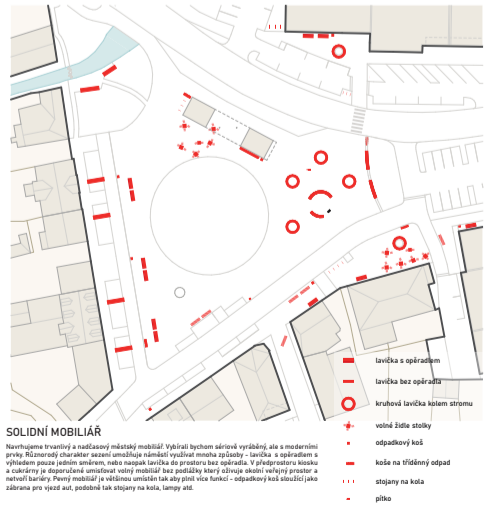 lavička s opěradlem
lavička bez opěradla
kruhová lavička kolem stromu
volné židle stolky
odpadkový koš
koše na tříděnný odpad
stojany na kola
pítko
SOLIDNÍ MOBILIÁŘ
Navrhujeme trvanlivý a nadčasový městský mobiliář. Vybírali bychom sériově vyráběný, ale s moderními
prvky. Různorodý charakter sezení umožňuje náměstí využívat mnoha způsoby - lavička s opěradlem s
výhledem pouze jedním směrem, nebo naopak lavička do prostoru bez opěradla. V předprostoru kiosku
a cukrárny je doporučené umisťovat volný mobiliář bez podlážky který oživuje okolní veřejný prostor a
netvoří bariéry. Pevný mobiliář je většinou umístěn tak aby plnil více funkcí - odpadkový koš sloužící jako
zábrana pro vjezd aut, podobně tak stojany na kola, lampy atd.